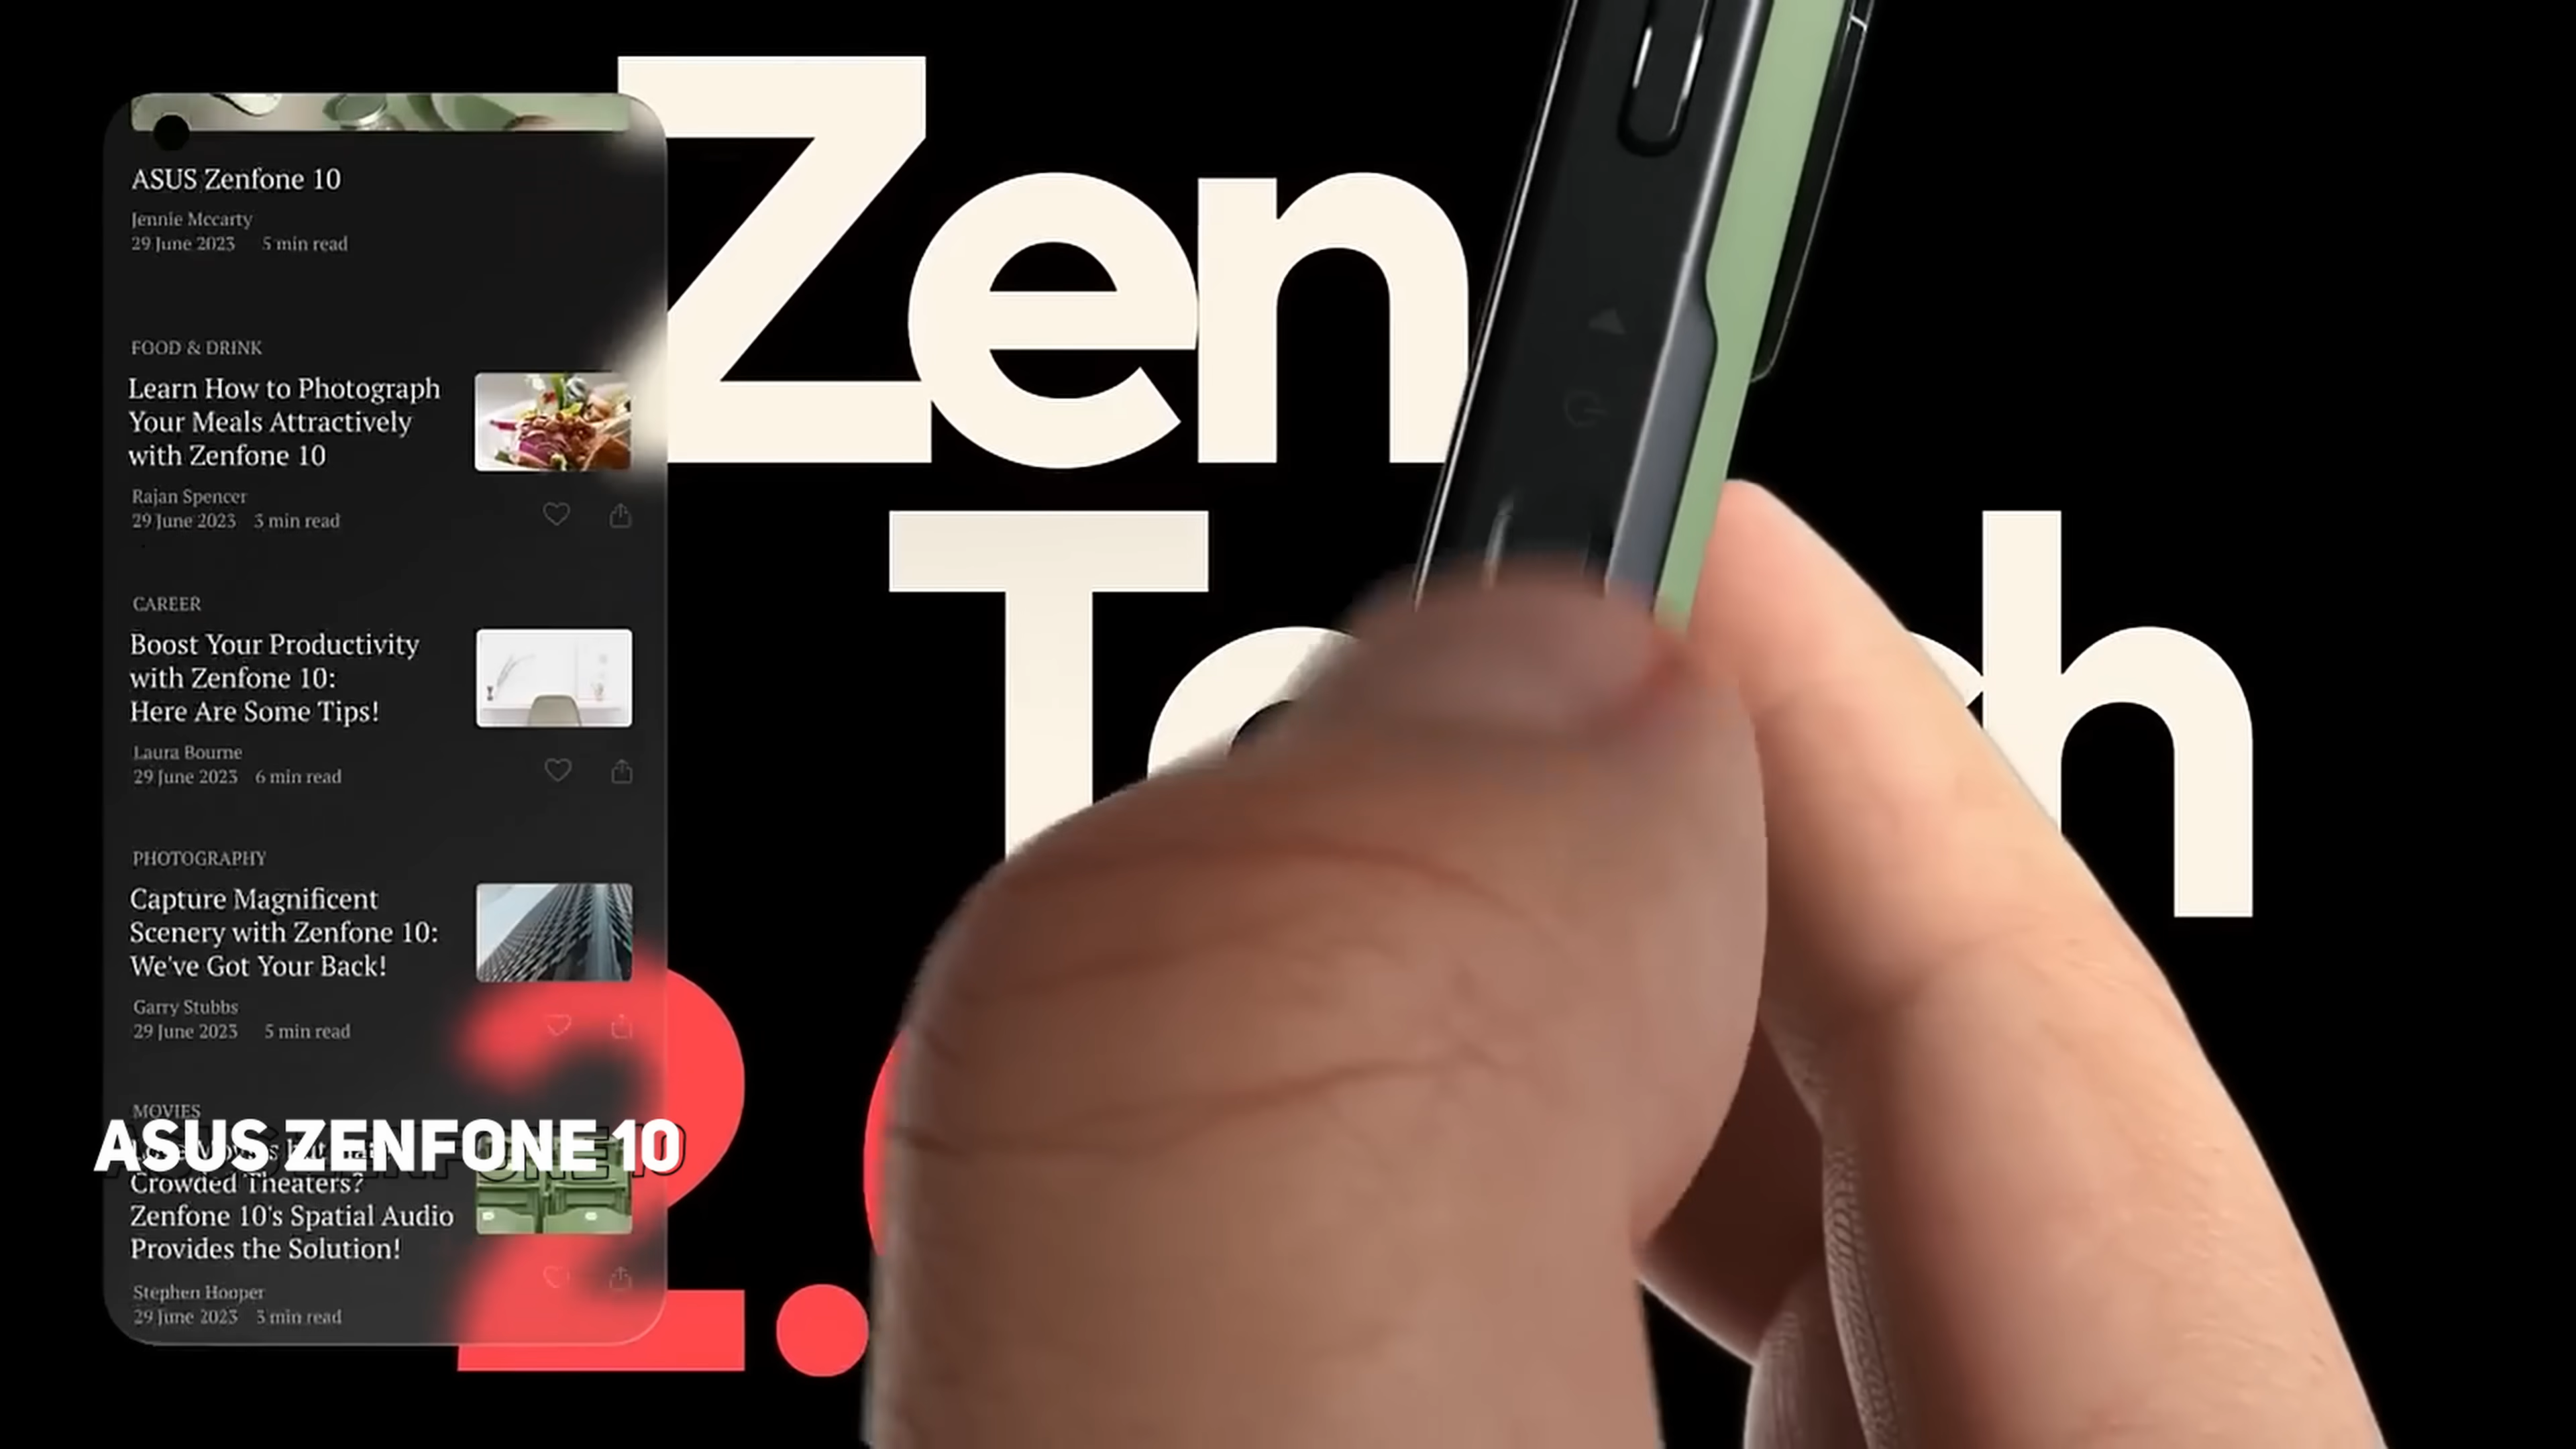 Zen
ASUS Zenfone 10
Jennie Mccarty
29 June 2023 5 min read
FOOD & DRINK
Learn How to Photograph
Your Meals Attractively
with Zenfone 10
Rajan Spencer
29 June 2023 3 min read
CAREER
Boost Your Productivity
with Zenfone 10:
Here Are Some Tips!
Laura Bourne
29 June 2023 6 min read
PHOTOGRAPHY
Capture Magnificent
Scenery with Zenfone 10:
We've Got Your Back!
Garry Stubbs
29 June 2023 5 min read
MOVIES
ASUS ZENFONE 10
Crowded Theaters?
Zenfone 10's Spatial Audio
Provides the Solution!
Stephen Hooper
29 June 2023 3 min read
2.